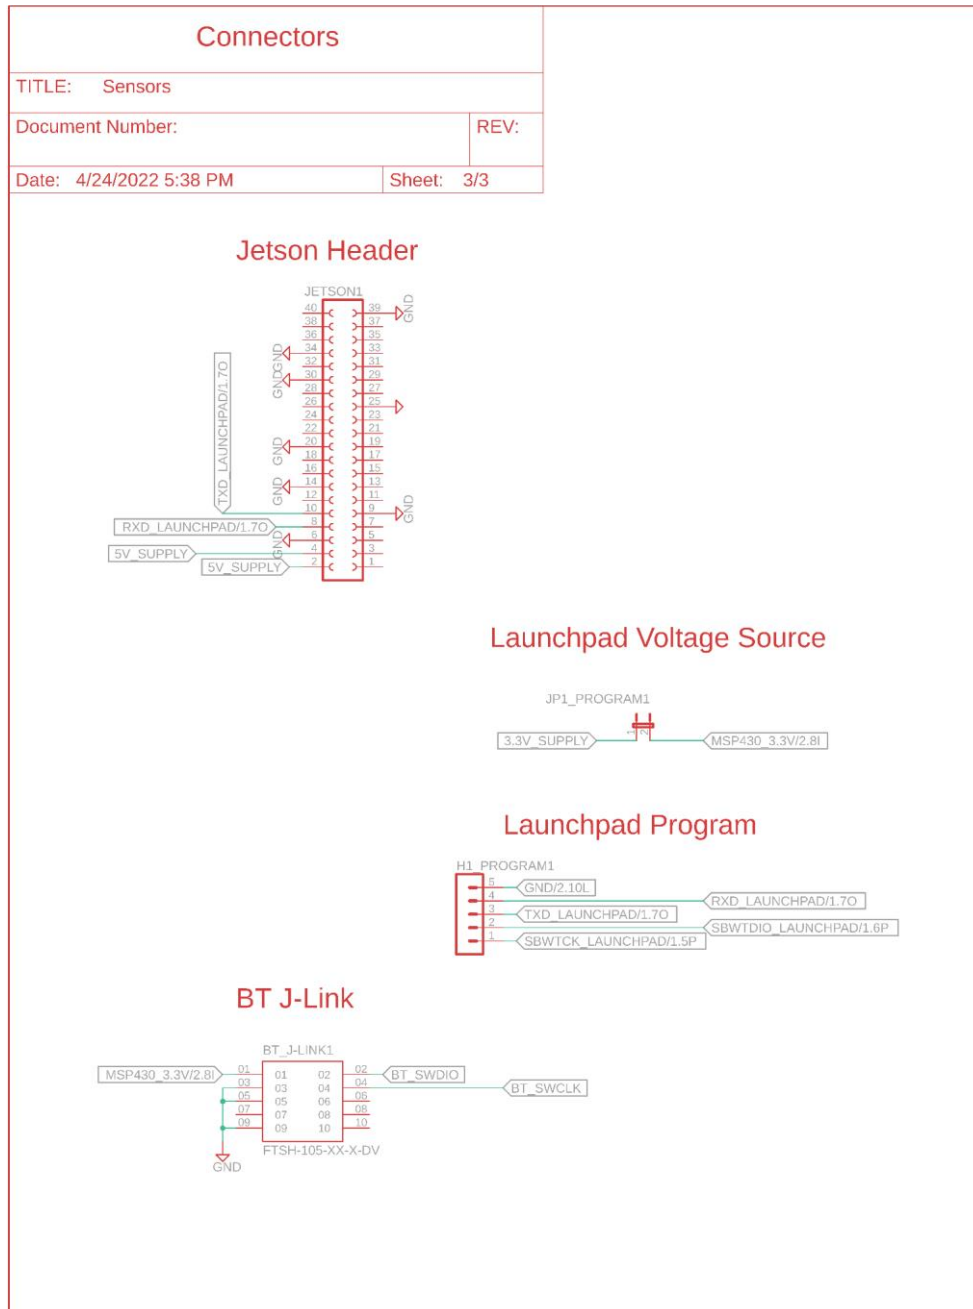 Connectors
TITLE: Sensors
Document Number: REV:
Date: 4/24/2022 5:38 PM Sheet: 3/3
Jetson Header
JETSON1
40 39 GND
38 37
36 35
GND 34 33
32 31
GND 30 29
28 27
26 25
24 23
22 21
GND 20 19
18 17
16 15
GND 14 13
12 11
TXD_LAUNCHPAD/1.7O 10 9 GND
RXD_LAUNCHPAD/1.7O 8 7
GND 6 5
5V_SUPPLY 4 3
5V_SUPPLY 2 1
Launchpad Voltage Source
JP1_PROGRAM1
3.3V_SUPPLY 1 2 MSP430_3.3V/2.8I
Launchpad Program
H1_PROGRAM1
5 GND/2.10L
4 RXD_LAUNCHPAD/1.7O
3 TXD_LAUNCHPAD/1.7O
2 SBWTDIO_LAUNCHPAD/1.6P
1 SBWTCK_LAUNCHPAD/1.5P
BT J-Link
BT_J-LINK1
MSP430_3.3V/2.8I 01 01 02 02 BT_SWDIO
03 03 04 04 BT_SWCLK
05 05 06 06
07 07 08 08
09 09 10 10
FTSH-105-XX-X-DV
GND